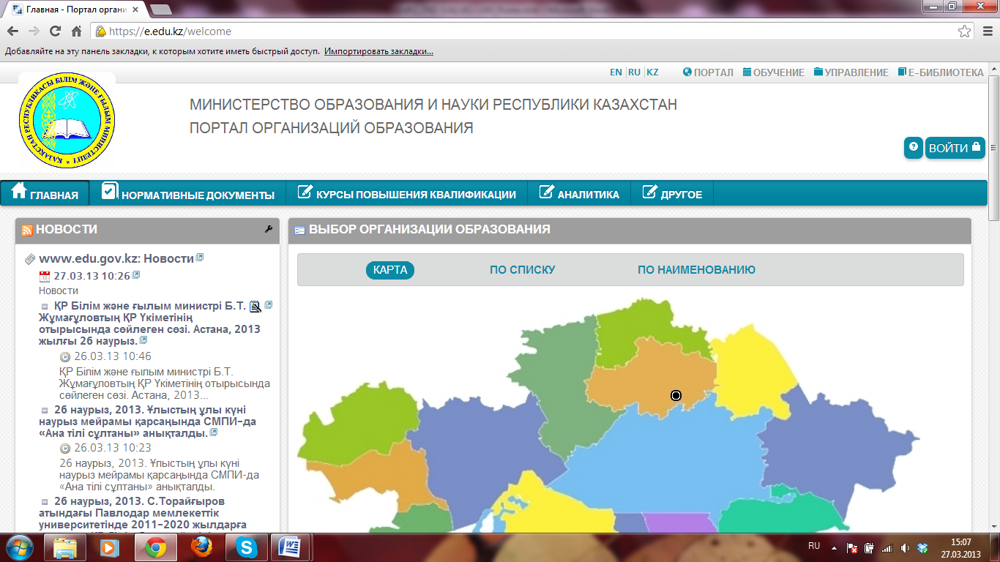 Главная - Портал органи
https://e.edu.kz/welcome
Добавляйте на эту панель закладки, к которым хотите иметь быстрый доступ. Импортировать закладки...
EN RU KZ ПОРТАЛ ОБУЧЕНИЕ УПРАВЛЕНИЕ Е-БИБЛИОТЕКА
ҚАЗАҚСТАН РЕСПУБЛИКАСЫ БІЛІМ ЖӘНЕ ҒЫЛЫМ МИНИСТРЛІГІ
МИНИСТЕРСТВО ОБРАЗОВАНИЯ И НАУКИ РЕСПУБЛИКИ КАЗАХСТАН
ПОРТАЛ ОРГАНИЗАЦИЙ ОБРАЗОВАНИЯ
ВОЙТИ
ГЛАВНАЯ НОРМАТИВНЫЕ ДОКУМЕНТЫ КУРСЫ ПОВЫШЕНИЯ КВАЛИФИКАЦИИ АНАЛИТИКА ДРУГОЕ
НОВОСТИ
www.edu.gov.kz: Новости
27.03.13 10:26
Новости
ҚР Білім және ғылым министрі Б.Т.
Жұмағұловтың ҚР Үкіметінің
отырысында сөйлеген сөзі. Астана, 2013
жылғы 26 наурыз.
26.03.13 10:46
ҚР Білім және ғылым министрі Б.Т.
Жұмағұловтың ҚР Үкіметінің отырысында
сөйлеген сөзі. Астана, 2013...
26 наурыз, 2013. Ұлыстың ұлы күні
наурыз мейрамы қарсаңында СМПИ-да
«Ана тілі сұлтаны» анықталды.
26.03.13 10:23
26 наурыз, 2013. Ұлыстың ұлы күні
наурыз мейрамы қарсаңында СМПИ-да
«Ана тілі сұлтаны» анықталды.
26 наурыз, 2013. С.Торайғыров
атындағы Павлодар мемлекеттік
университетінде 2011-2020 жылдарға
ВЫБОР ОРГАНИЗАЦИИ ОБРАЗОВАНИЯ
КАРТА ПО СПИСКУ ПО НАИМЕНОВАНИЮ
RU 15:07
27.03.2013